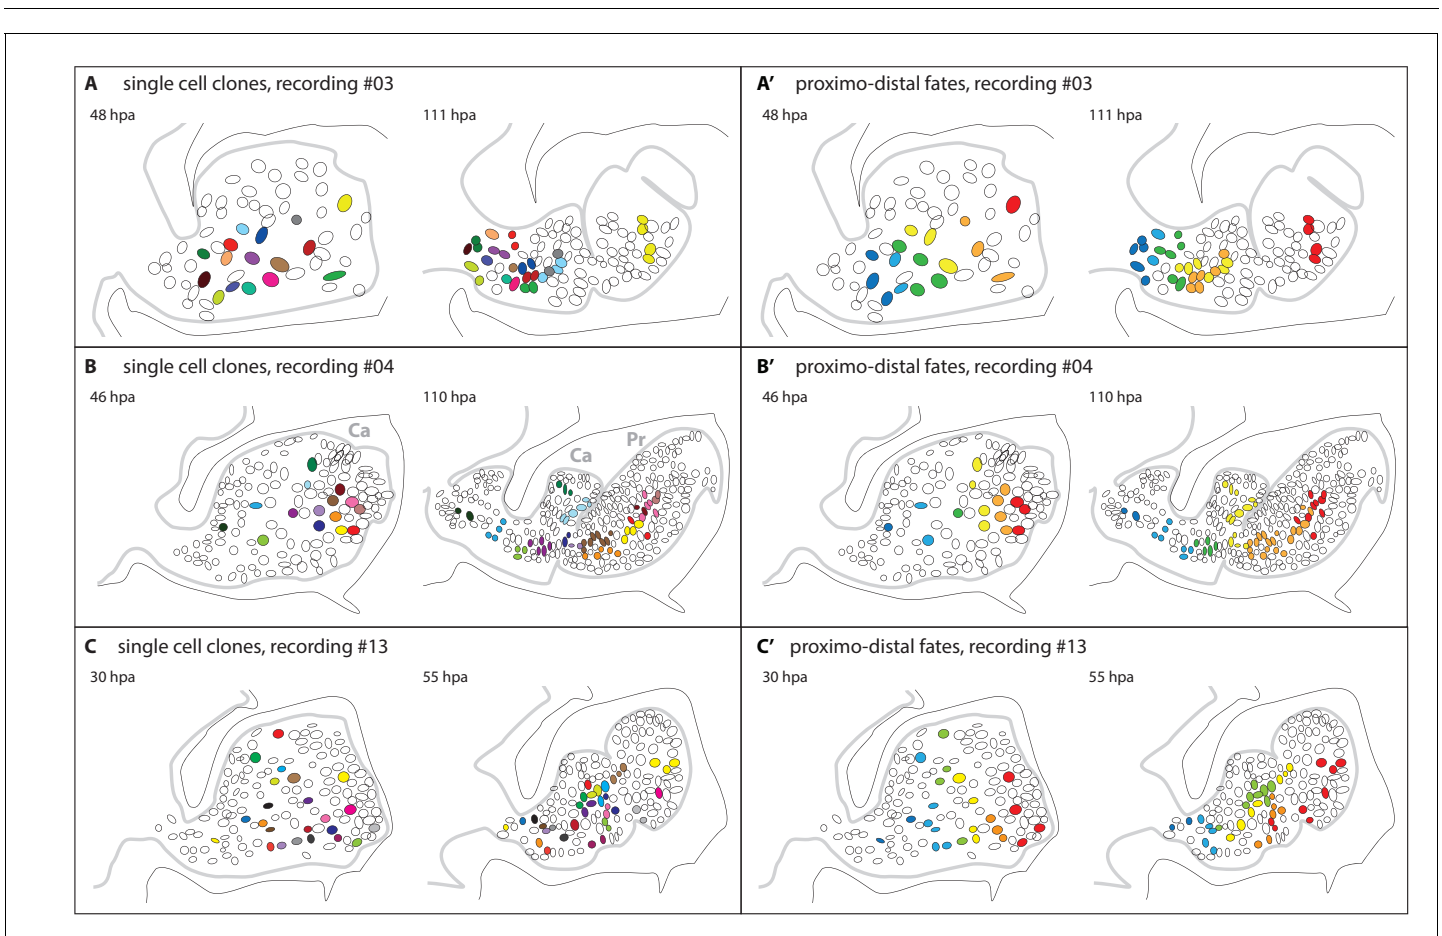 A single cell clones, recording #03
48 hpa 111 hpa
A′ proximo-distal fates, recording #03
48 hpa 111 hpa
B single cell clones, recording #04
46 hpa 110 hpa
Ca
Ca
Pr
B′ proximo-distal fates, recording #04
46 hpa 110 hpa
C single cell clones, recording #13
30 hpa 55 hpa
C′ proximo-distal fates, recording #13
30 hpa 55 hpa